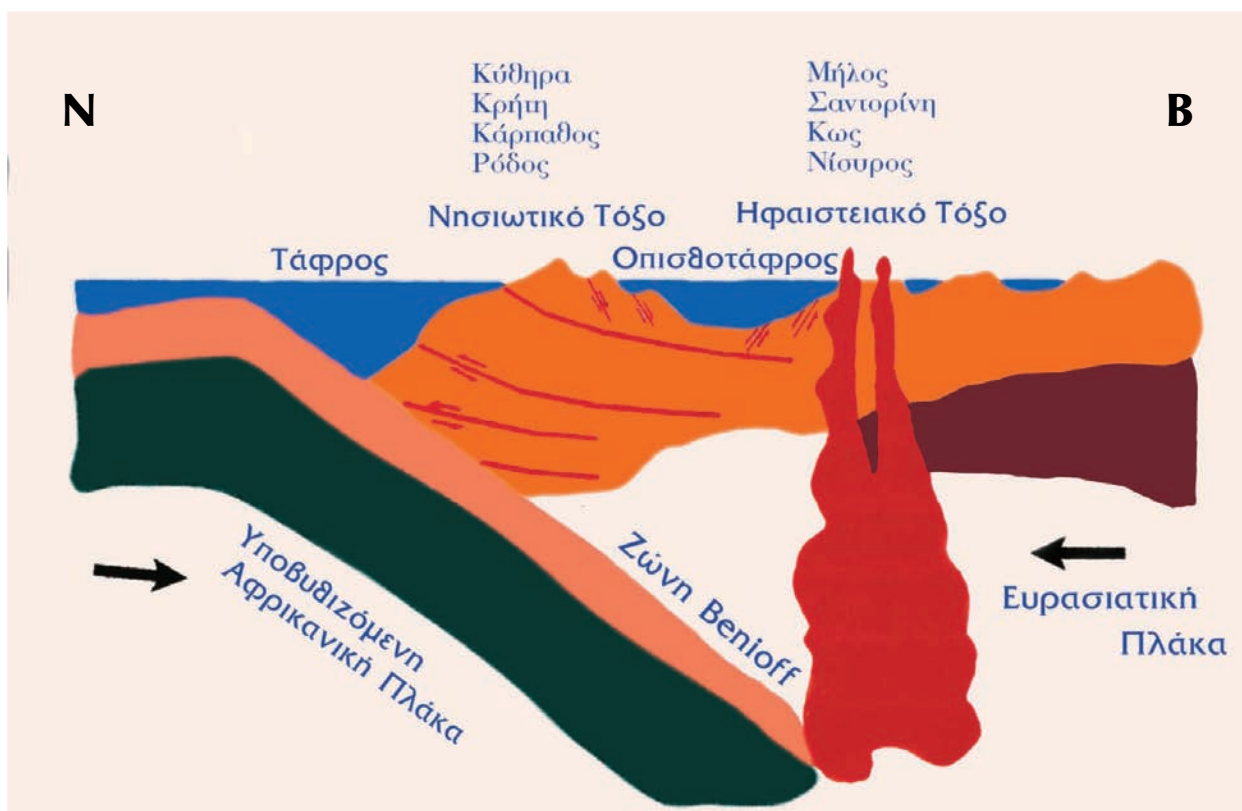 Ν
Β
Κύθηρα
Κρήτη
Κάρπαθος
Ρόδος
Μήλος
Σαντορίνη
Κως
Νίσυρος
Νησιωτικό Τόξο
Ηφαιστειακό Τόξο
Τάφρος
Οπισθοτάφρος
Υποβυθιζόμενη
Αφρικανική Πλάκα
Ζώνη Benioff
Ευρασιατική
Πλάκα